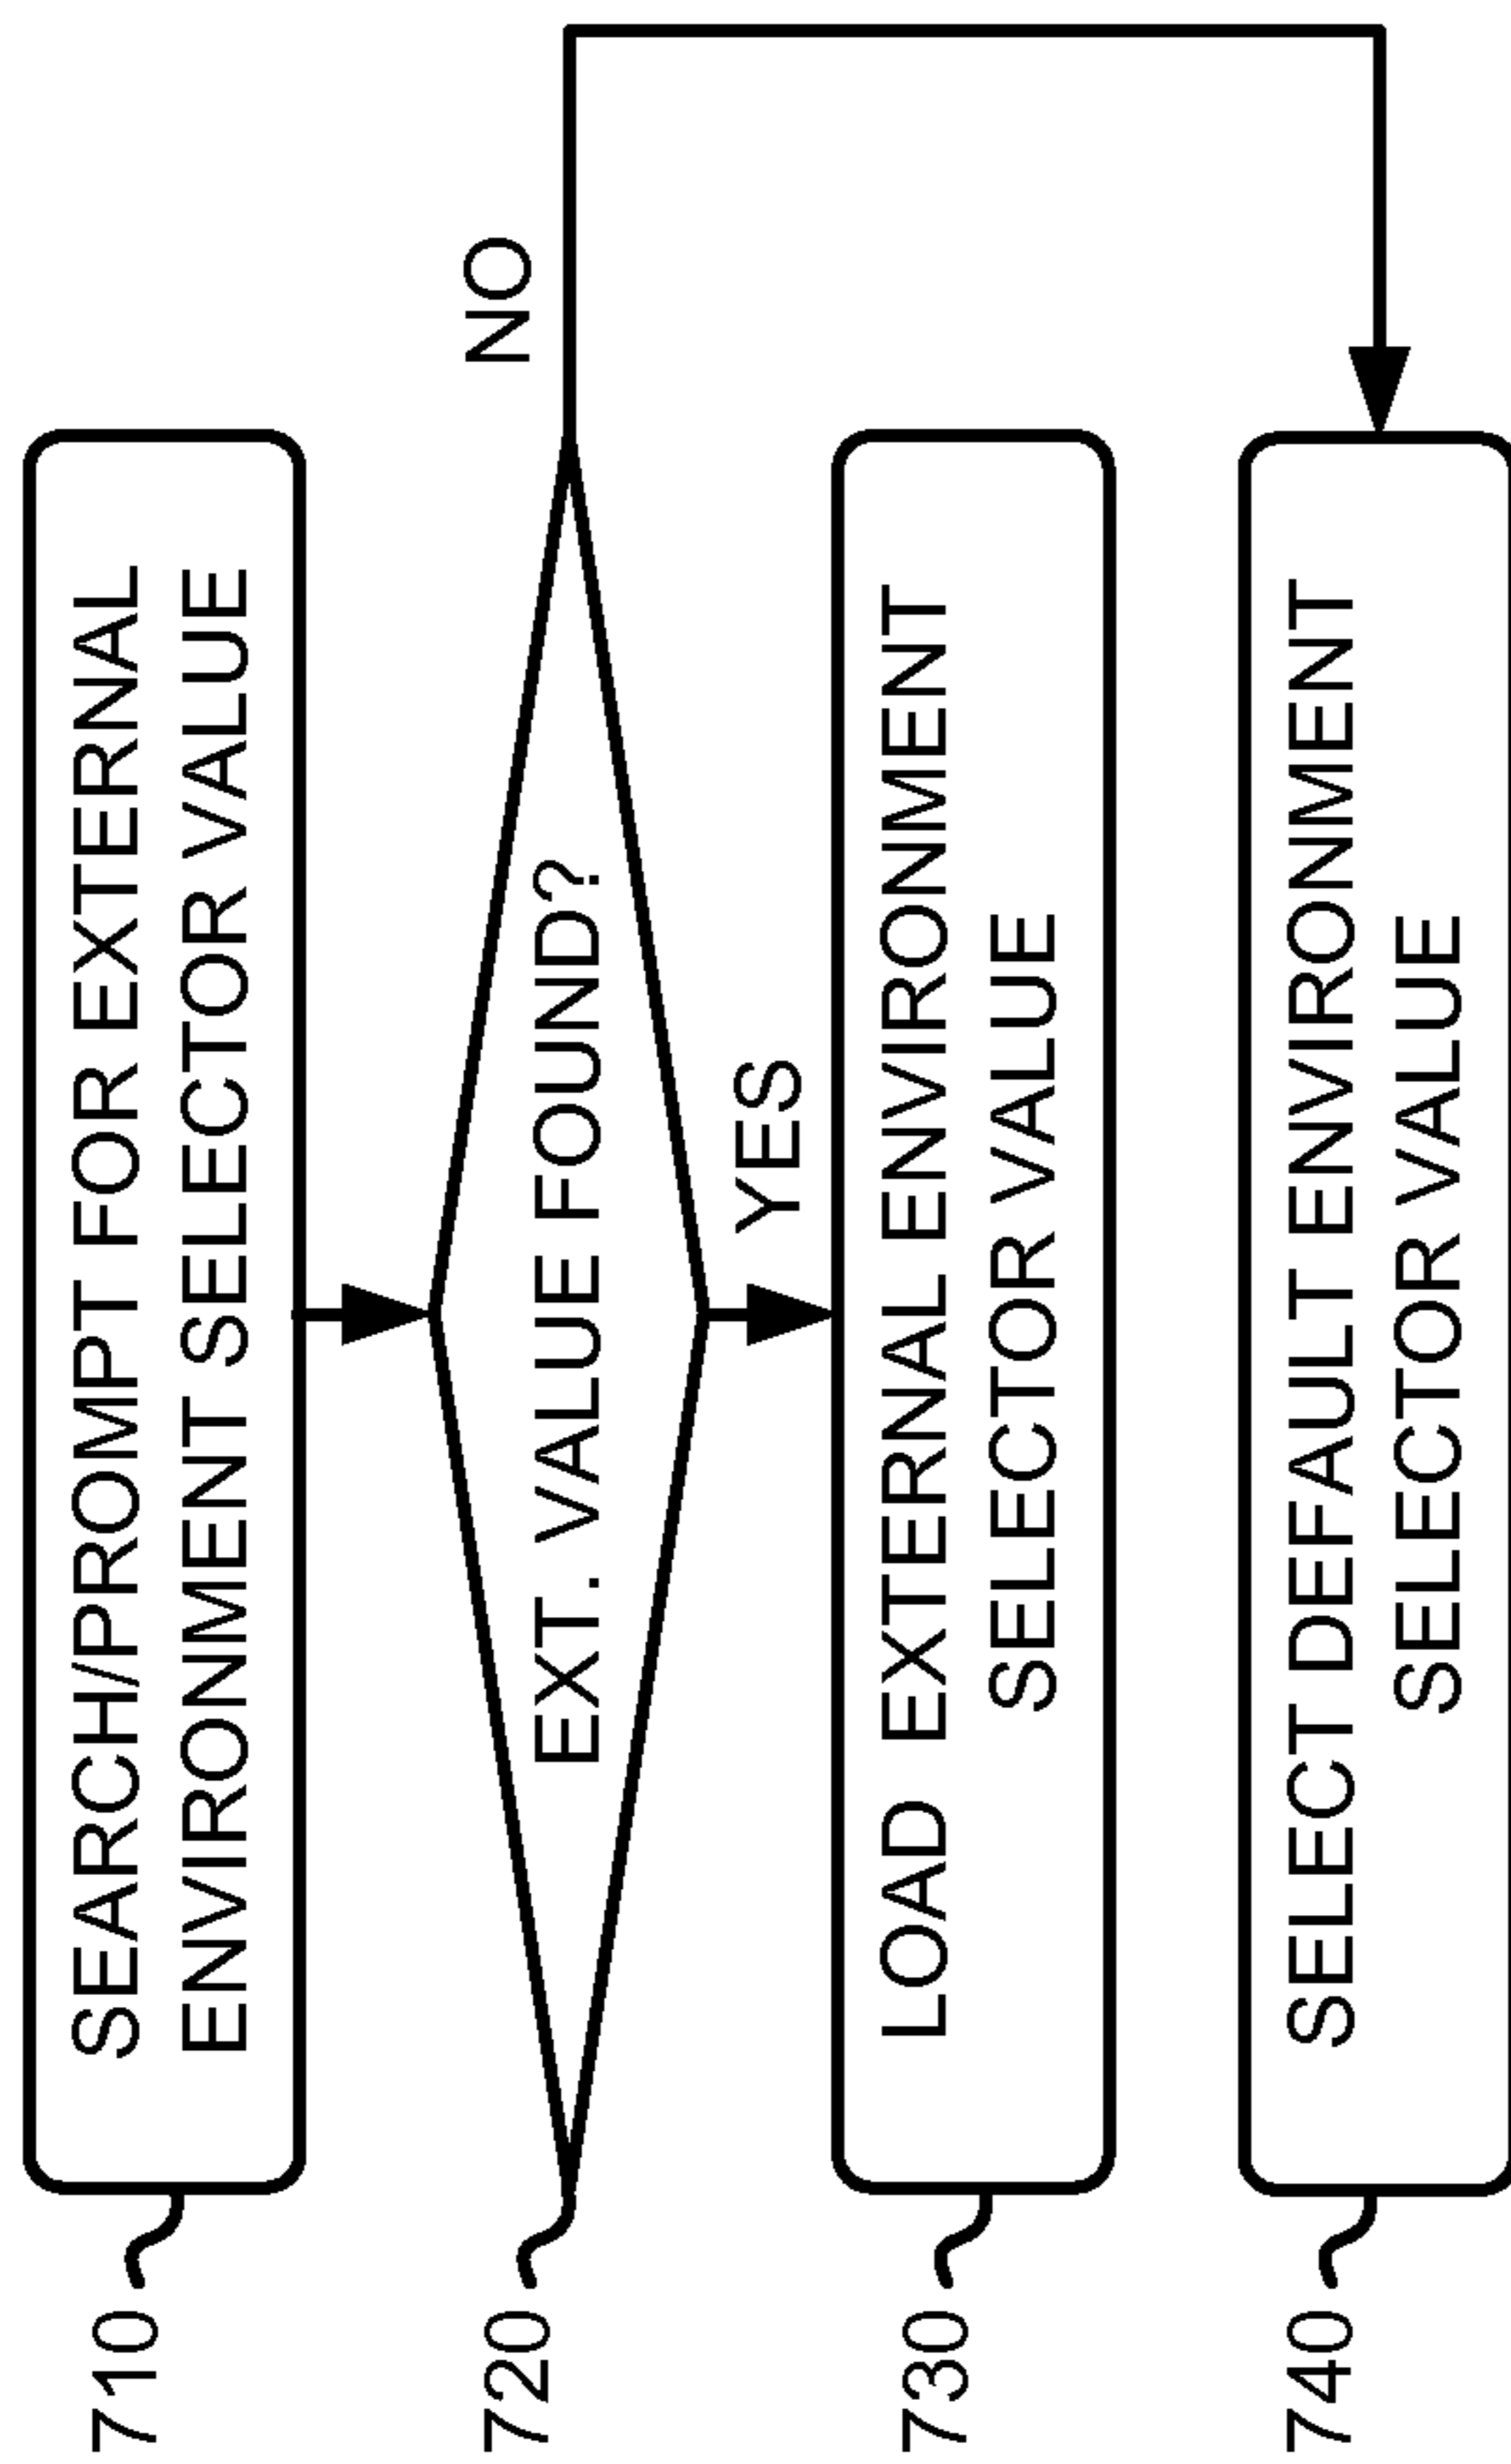 710
SEARCH/PROMPT FOR EXTERNAL
ENVIRONMENT SELECTOR VALUE
720
EXT. VALUE FOUND?
NO
YES
730
LOAD EXTERNAL ENVIRONMENT
SELECTOR VALUE
740
SELECT DEFAULT ENVIRONMENT
SELECTOR VALUE